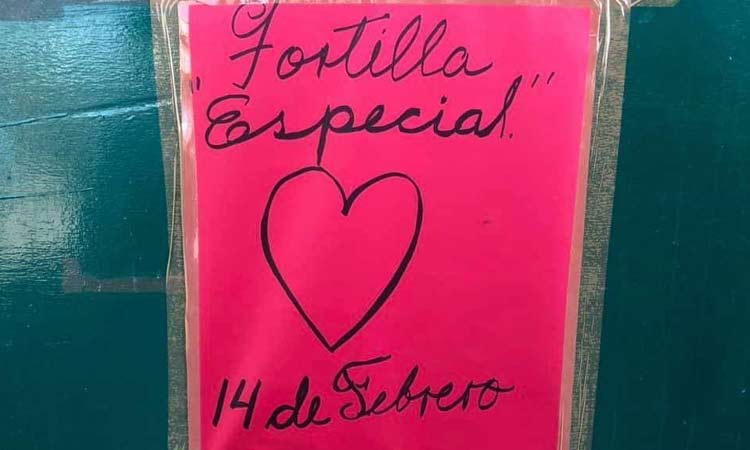 Tortilla
"Especial."
14 de Febrero